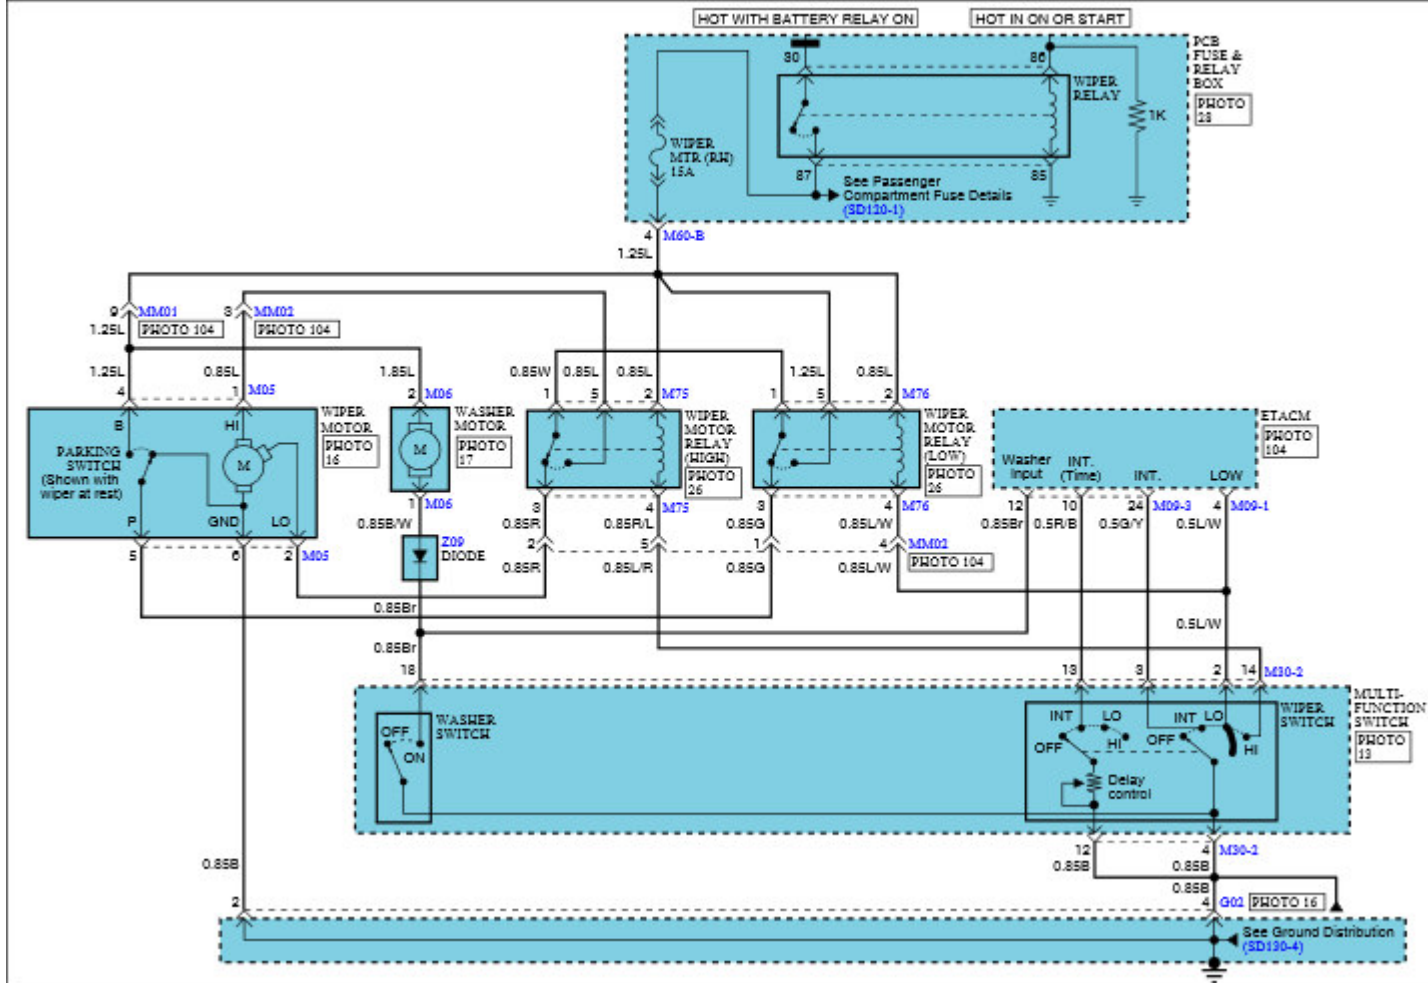 HOT WITH BATTERY RELAY ON
HOT IN ON OR START
PCB
FUSE &
RELAY
BOX
PHOTO
28
30
86
WIPER
RELAY
1K
WIPER
MTR (RH)
15A
87
85
See Passenger
Compartment Fuse Details
(SD120-1)
4 M60-B
1.25L
9 MM01
PHOTO 104
3 MM02
PHOTO 104
1.25L
1.25L
0.85L
1.85L
0.85W
0.85L
0.85L
1.25L
0.85L
4
1 M05
2 M06
1
5
2 M75
1
5
2 M76
B
HI
WIPER
MOTOR
PHOTO
16
PARKING
SWITCH
(Shown with
wiper at rest)
M
P
GND
LO
WASHER
MOTOR
PHOTO
17
M
WIPER
MOTOR
RELAY
(HIGH)
PHOTO
26
WIPER
MOTOR
RELAY
(LOW)
PHOTO
26
ETACM
PHOTO
104
Washer
Input
INT.
(Time)
INT.
LOW
5
6
2 M05
1 M06
0.85B/W
Z09
DIODE
3
4 M75
3
4 M76
12
10
24 M09-3
4 M09-1
0.85R
0.85R/L
0.85G
0.85L/W
0.85Br
0.5R/B
0.5G/Y
0.5L/W
2
5
1
4 MM02
PHOTO 104
0.85R
0.85L/R
0.85G
0.85L/W
0.85Br
0.5L/W
0.85Br
18
13
3
2
14 M30-2
WASHER
SWITCH
OFF
ON
INT
LO
OFF
HI
INT
LO
OFF
HI
WIPER
SWITCH
MULTI-
FUNCTION
SWITCH
PHOTO
13
Delay
control
12
4 M30-2
0.85B
0.85B
0.85B
0.85B
2
4 G02
PHOTO 16
See Ground Distribution
(SD130-4)